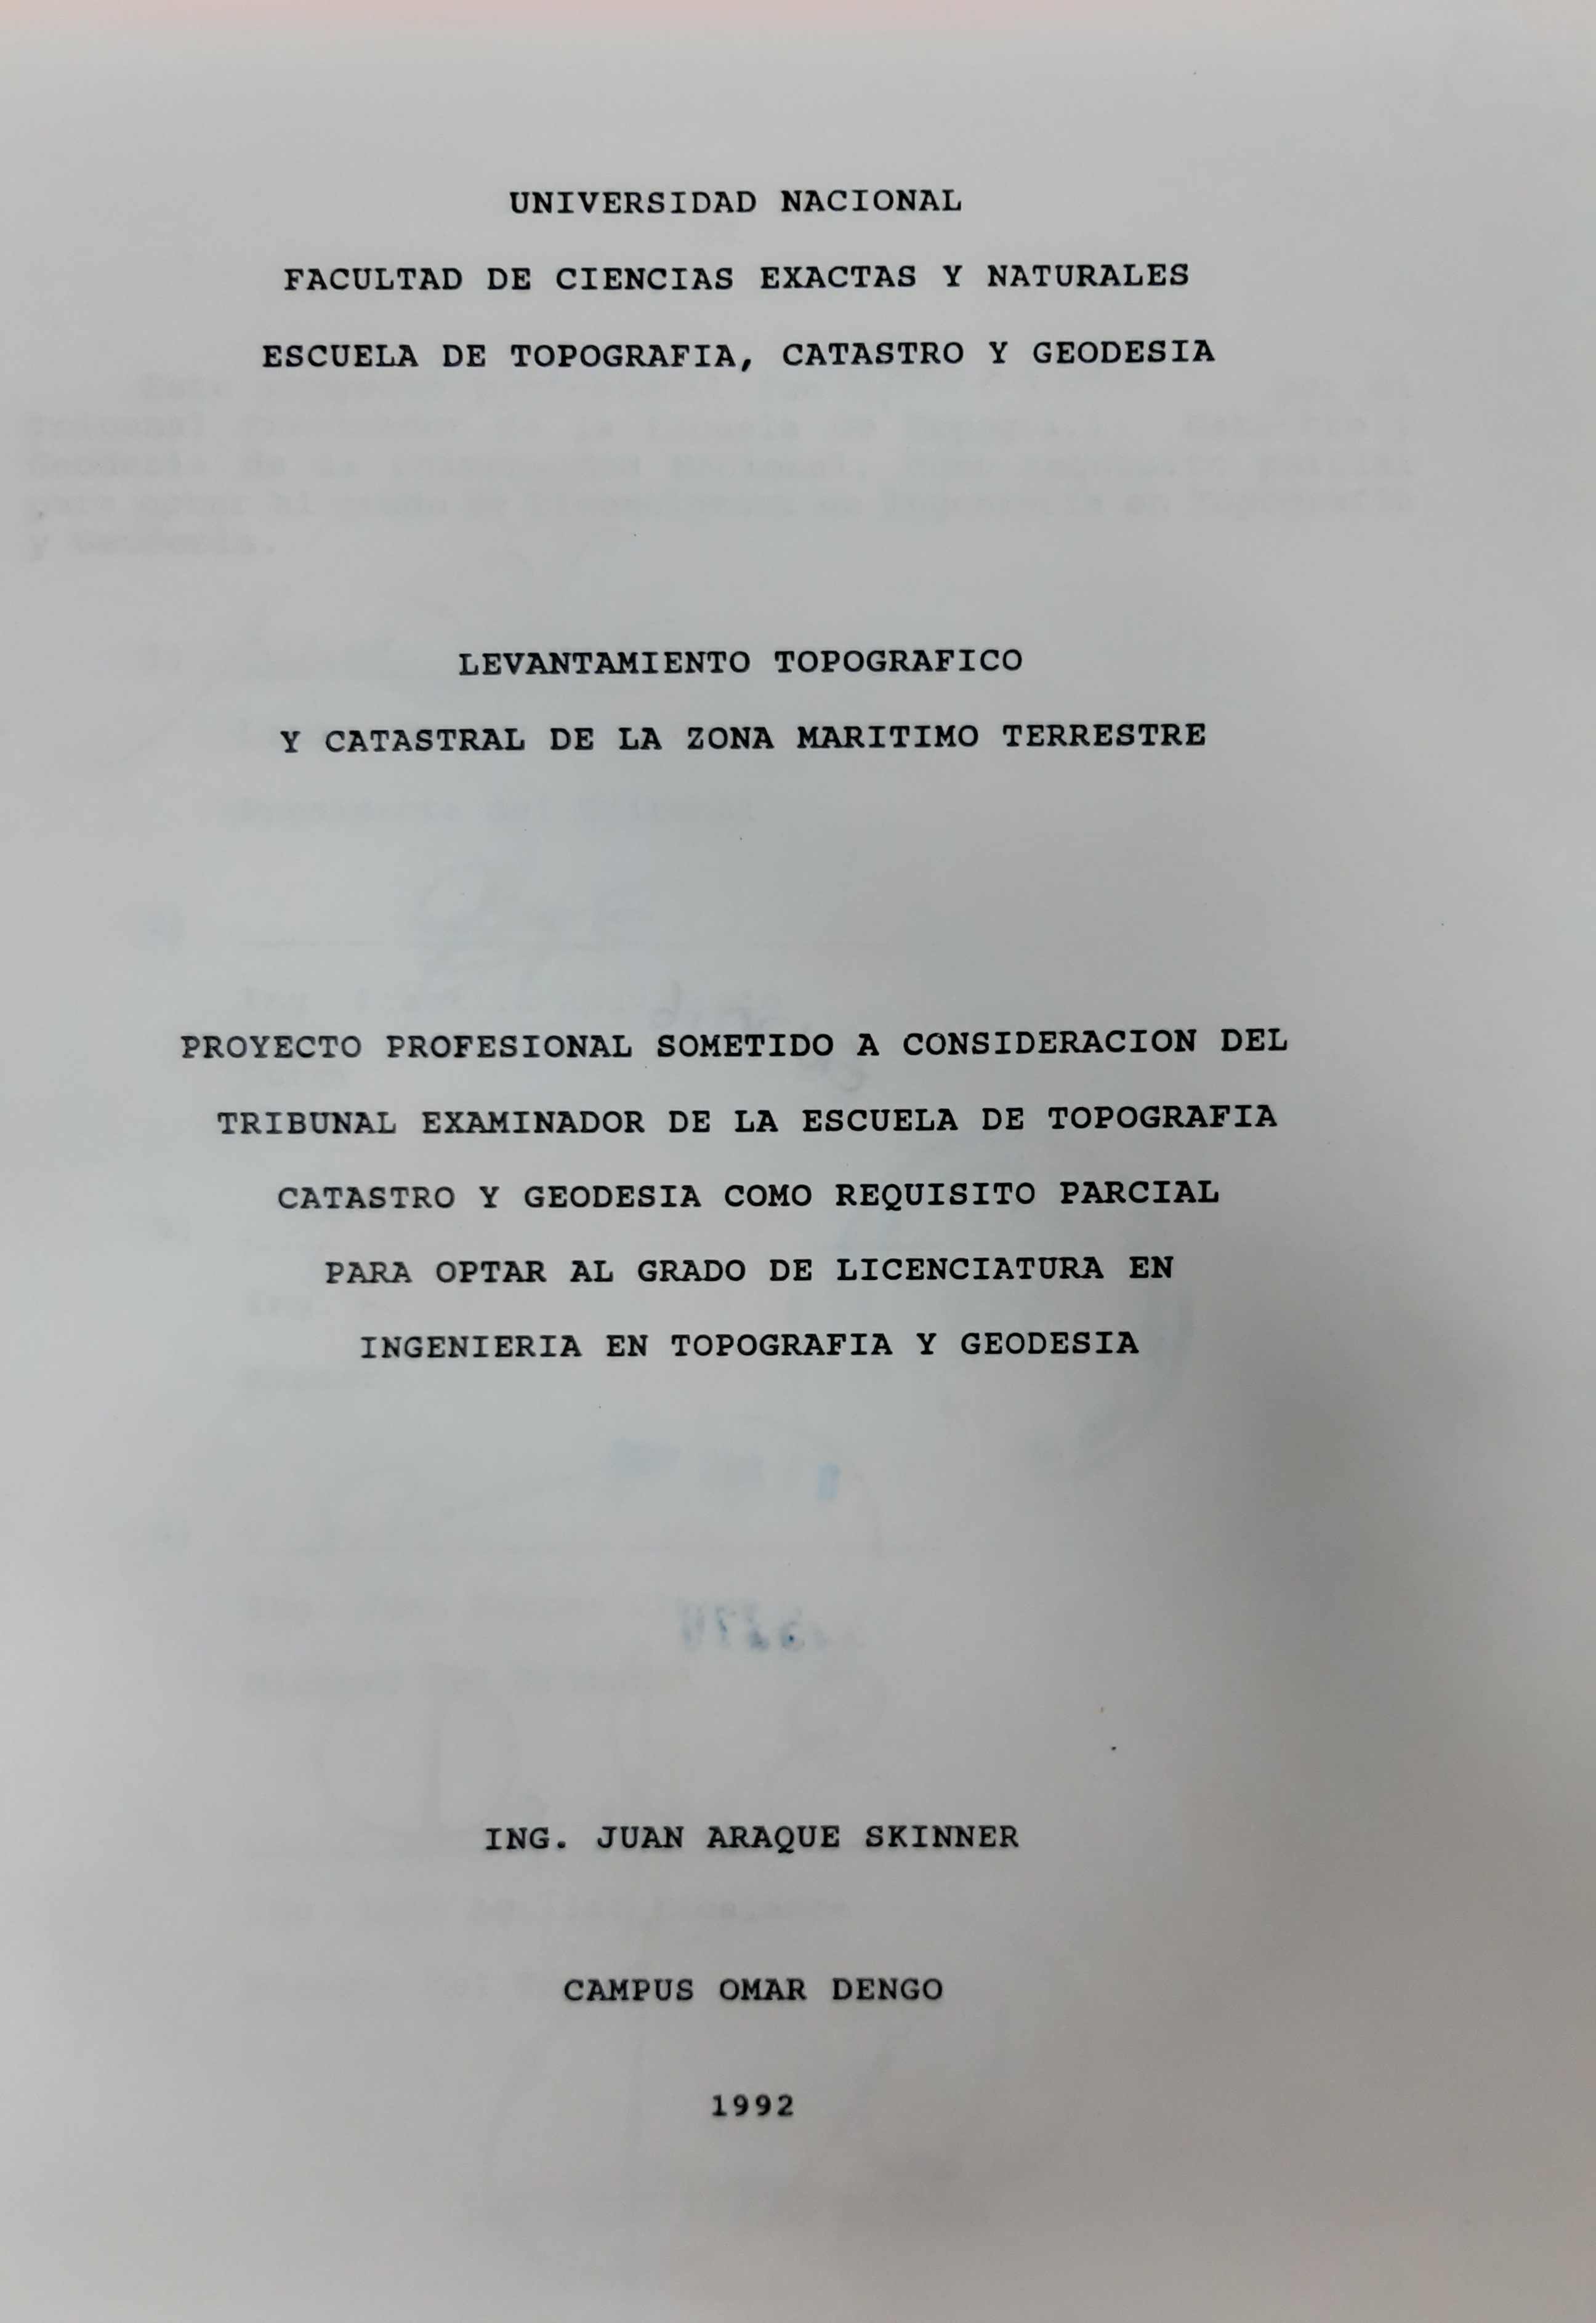 UNIVERSIDAD NACIONAL
FACULTAD DE CIENCIAS EXACTAS Y NATURALES
ESCUELA DE TOPOGRAFIA, CATASTRO Y GEODESIA
LEVANTAMIENTO TOPOGRAFICO
Y CATASTRAL DE LA ZONA MARITIMO TERRESTRE
PROYECTO PROFESIONAL SOMETIDO A CONSIDERACION DEL
TRIBUNAL EXAMINADOR DE LA ESCUELA DE TOPOGRAFIA
CATASTRO Y GEODESIA COMO REQUISITO PARCIAL
PARA OPTAR AL GRADO DE LICENCIATURA EN
INGENIERIA EN TOPOGRAFIA Y GEODESIA
ING. JUAN ARAQUE SKINNER
CAMPUS OMAR DENGO
1992